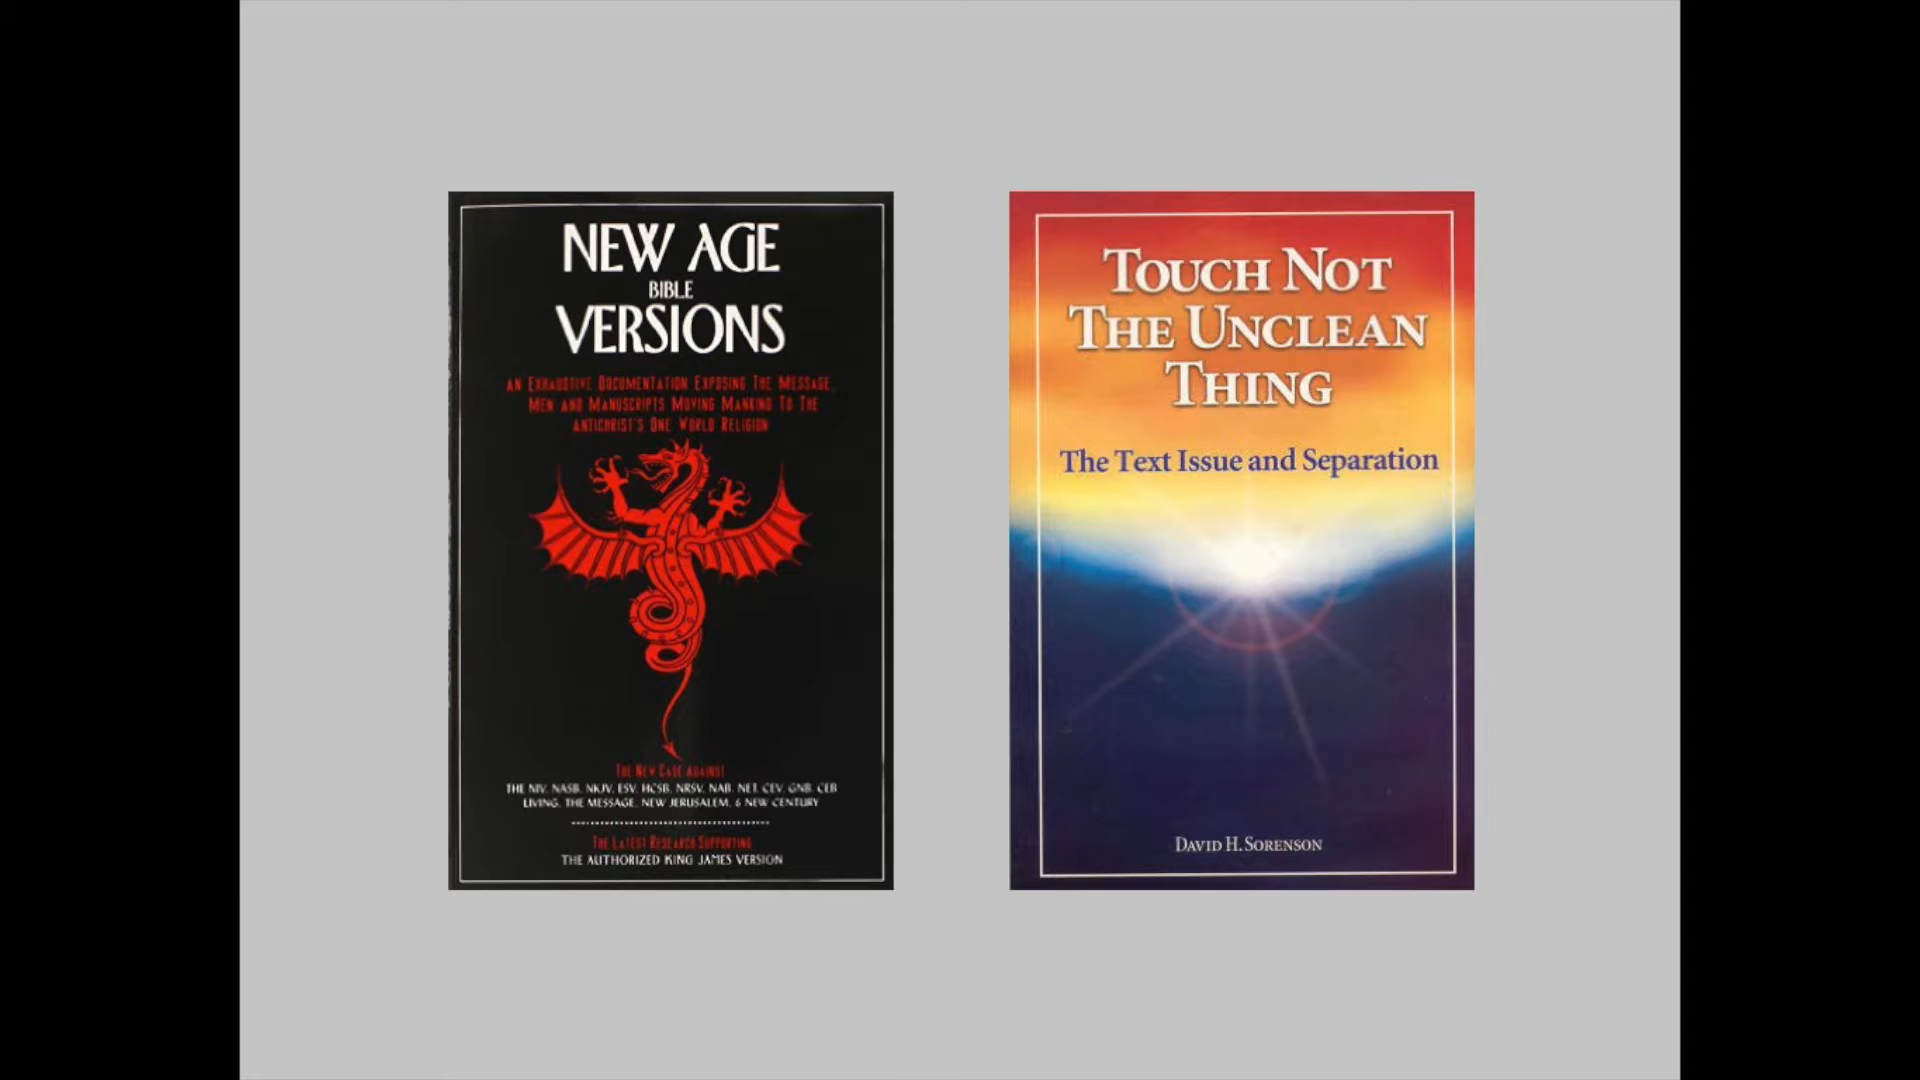 NEW AGE
BIBLE
VERSIONS
AN EXHAUSTIVE DOCUMENTATION EXPOSING THE MESSAGE,
MEN AND MANUSCRIPTS MOVING MANKIND TO THE
ANTICHRIST'S ONE WORLD RELIGION
THE NEW CASE AGAINST
THE NIV, NASB, NKJV, ESV, HCSB, NRSV, NAB, NET, CEV, GNB, CEB
LIVING, THE MESSAGE, NEW JERUSALEM, & NEW CENTURY
THE LATEST RESEARCH SUPPORTING
THE AUTHORIZED KING JAMES VERSION
TOUCH NOT
THE UNCLEAN
THING
The Text Issue and Separation
DAVID H. SORENSON